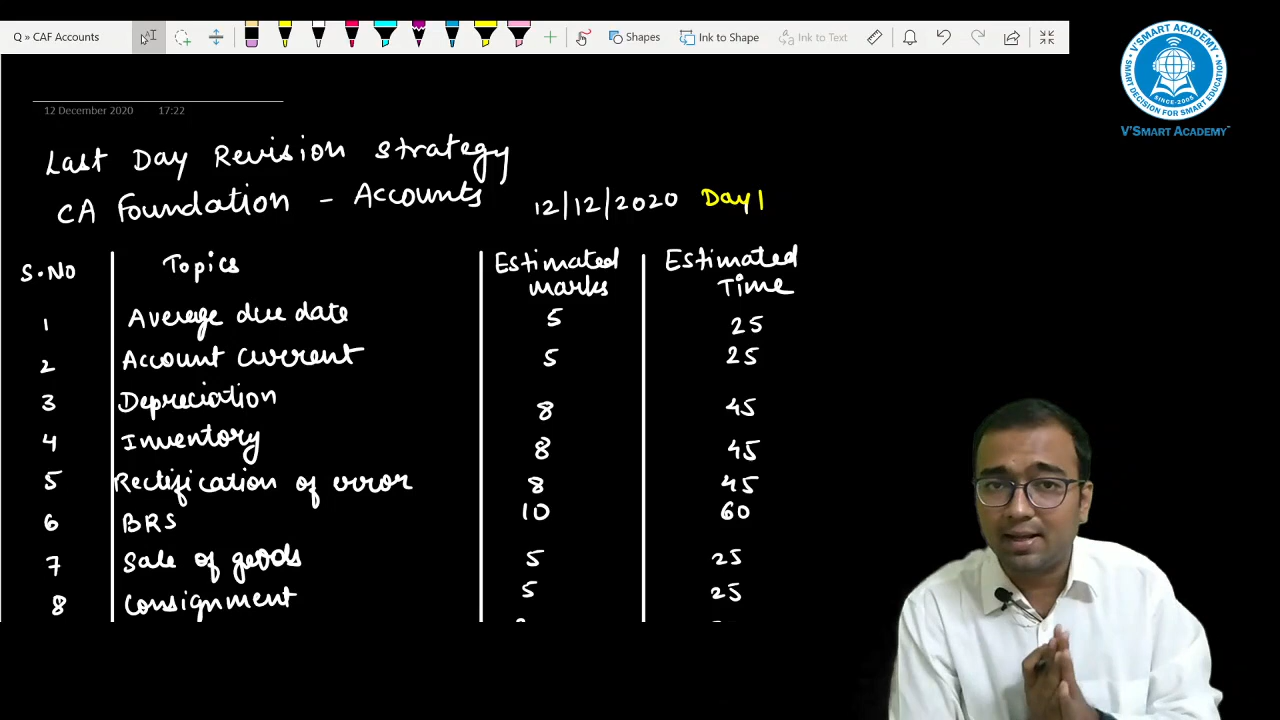 Q » CAF Accounts
Shapes
Ink to Shape
Ink to Text
V'SMART ACADEMY
SMART DECISION FOR SMART EDUCATION
SINCE-2005
V'SMART ACADEMY
12 December 2020 17:22
Last Day Revision strategy
CA Foundation - Accounts 12/12/2020 Day 1
S.No Topics Estimated marks Estimated Time
1 Average due date 5 25
2 Account current 5 25
3 Depreciation 8 45
4 Inventory 8 45
5 Rectification of error 8 45
6 BRS 10 60
7 Sale of goods 5 25
8 Consignment 5 25